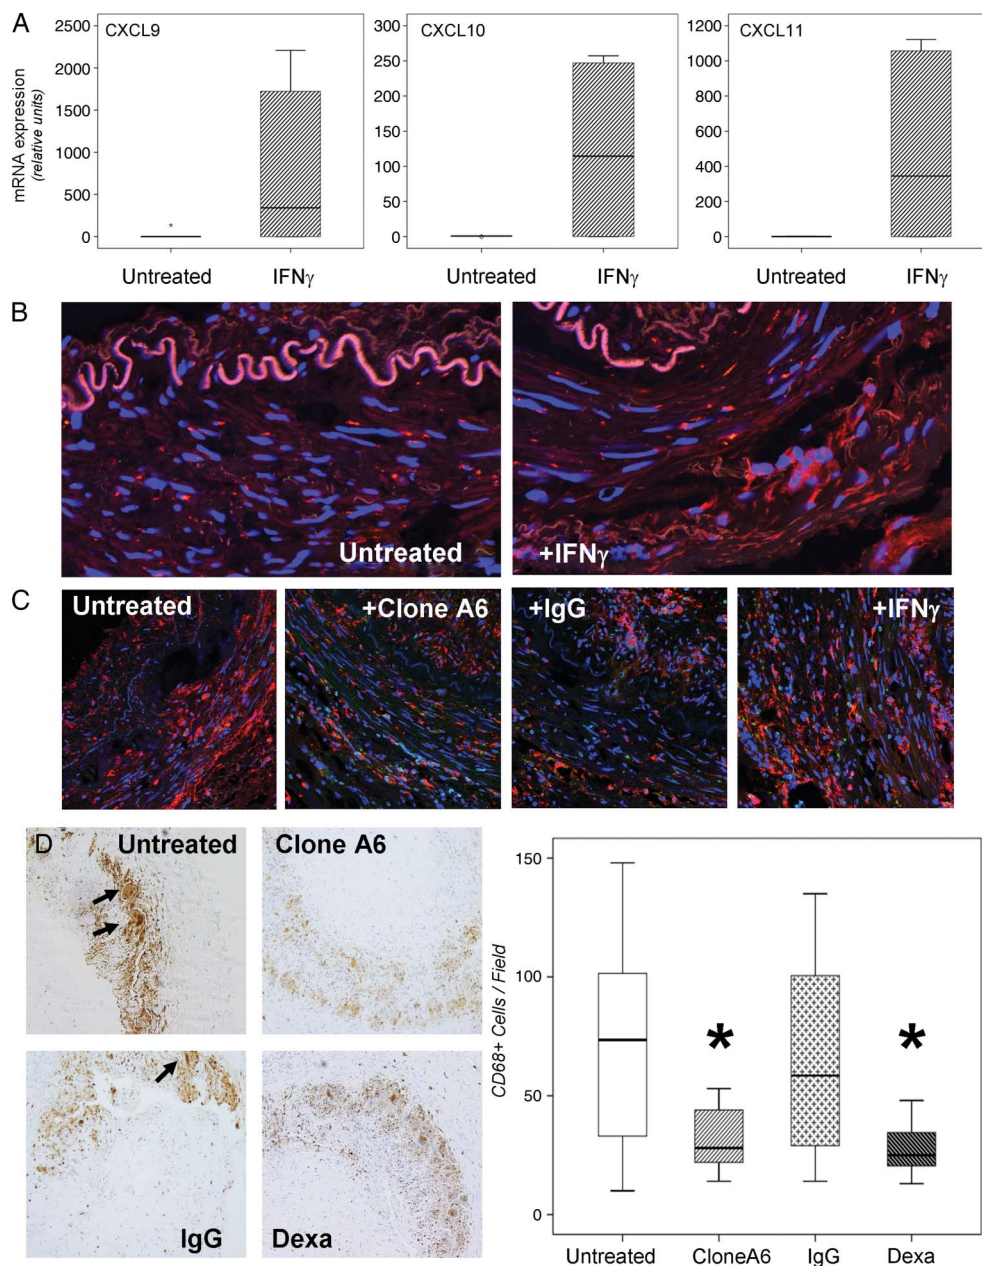 A
CXCL9
CXCL10
CXCL11
mRNA expression
(relative units)
2500
2000
1500
1000
500
0
300
250
200
150
100
50
0
1200
1000
800
600
400
200
0
*
Untreated
IFNγ
Untreated
IFNγ
Untreated
IFNγ
B
Untreated
+IFNγ
C
Untreated
+Clone A6
+IgG
+IFNγ
D
Untreated
Clone A6
IgG
Dexa
CD68+ Cells / Field
150
100
50
0
*
*
Untreated
CloneA6
IgG
Dexa